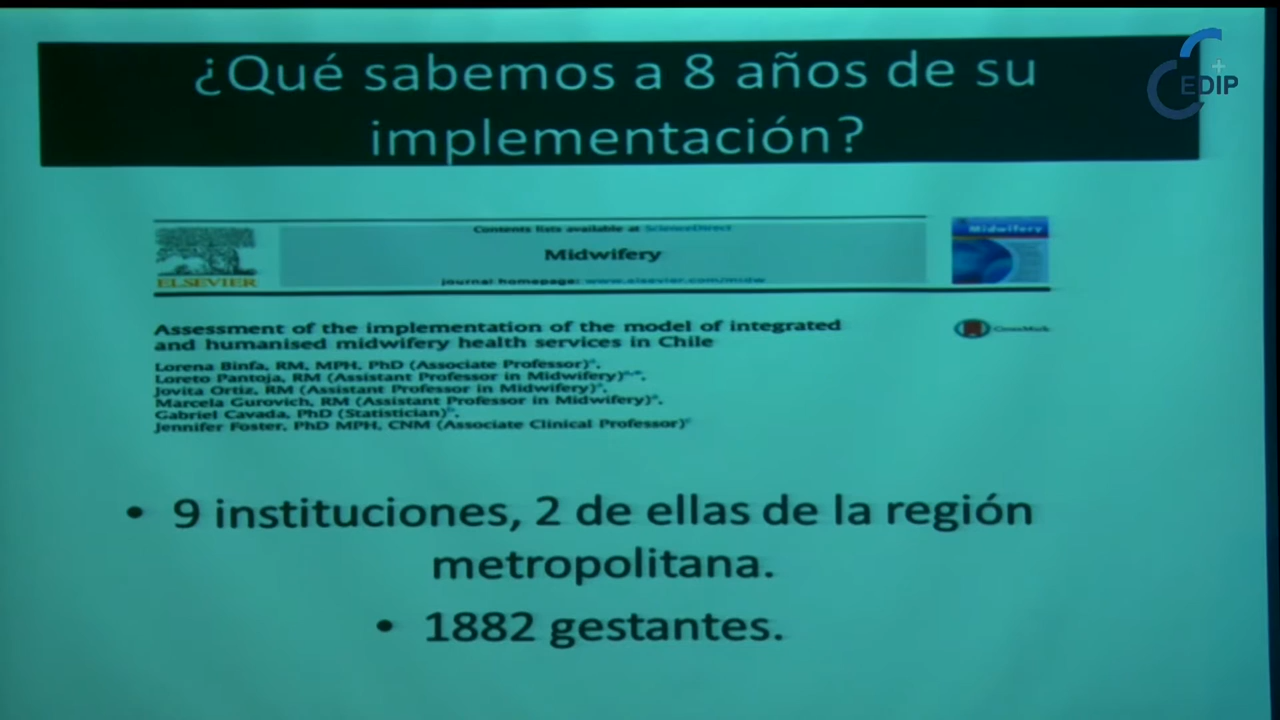 ¿Qué sabemos a 8 años de su
implementación?
EDIP
Contents lists available at ScienceDirect
Midwifery
journal homepage: www.elsevier.com/midw
ELSEVIER
Midwifery
Assessment of the implementation of the model of integrated
and humanised midwifery health services in Chile
CrossMark
Lorena Binfa, RM, MPH, PhD (Associate Professor)ᵃ,
Loreto Pantoja, RM (Assistant Professor in Midwifery)ᵃ,*,
Jovita Ortiz, RM (Assistant Professor in Midwifery)ᵃ,
Marcela Gurovich, RM (Assistant Professor in Midwifery)ᵃ,
Gabriel Cavada, PhD (Statistician)ᵇ,
Jennifer Foster, PhD MPH, CNM (Associate Clinical Professor)ᶜ
• 9 instituciones, 2 de ellas de la región
metropolitana.
• 1882 gestantes.